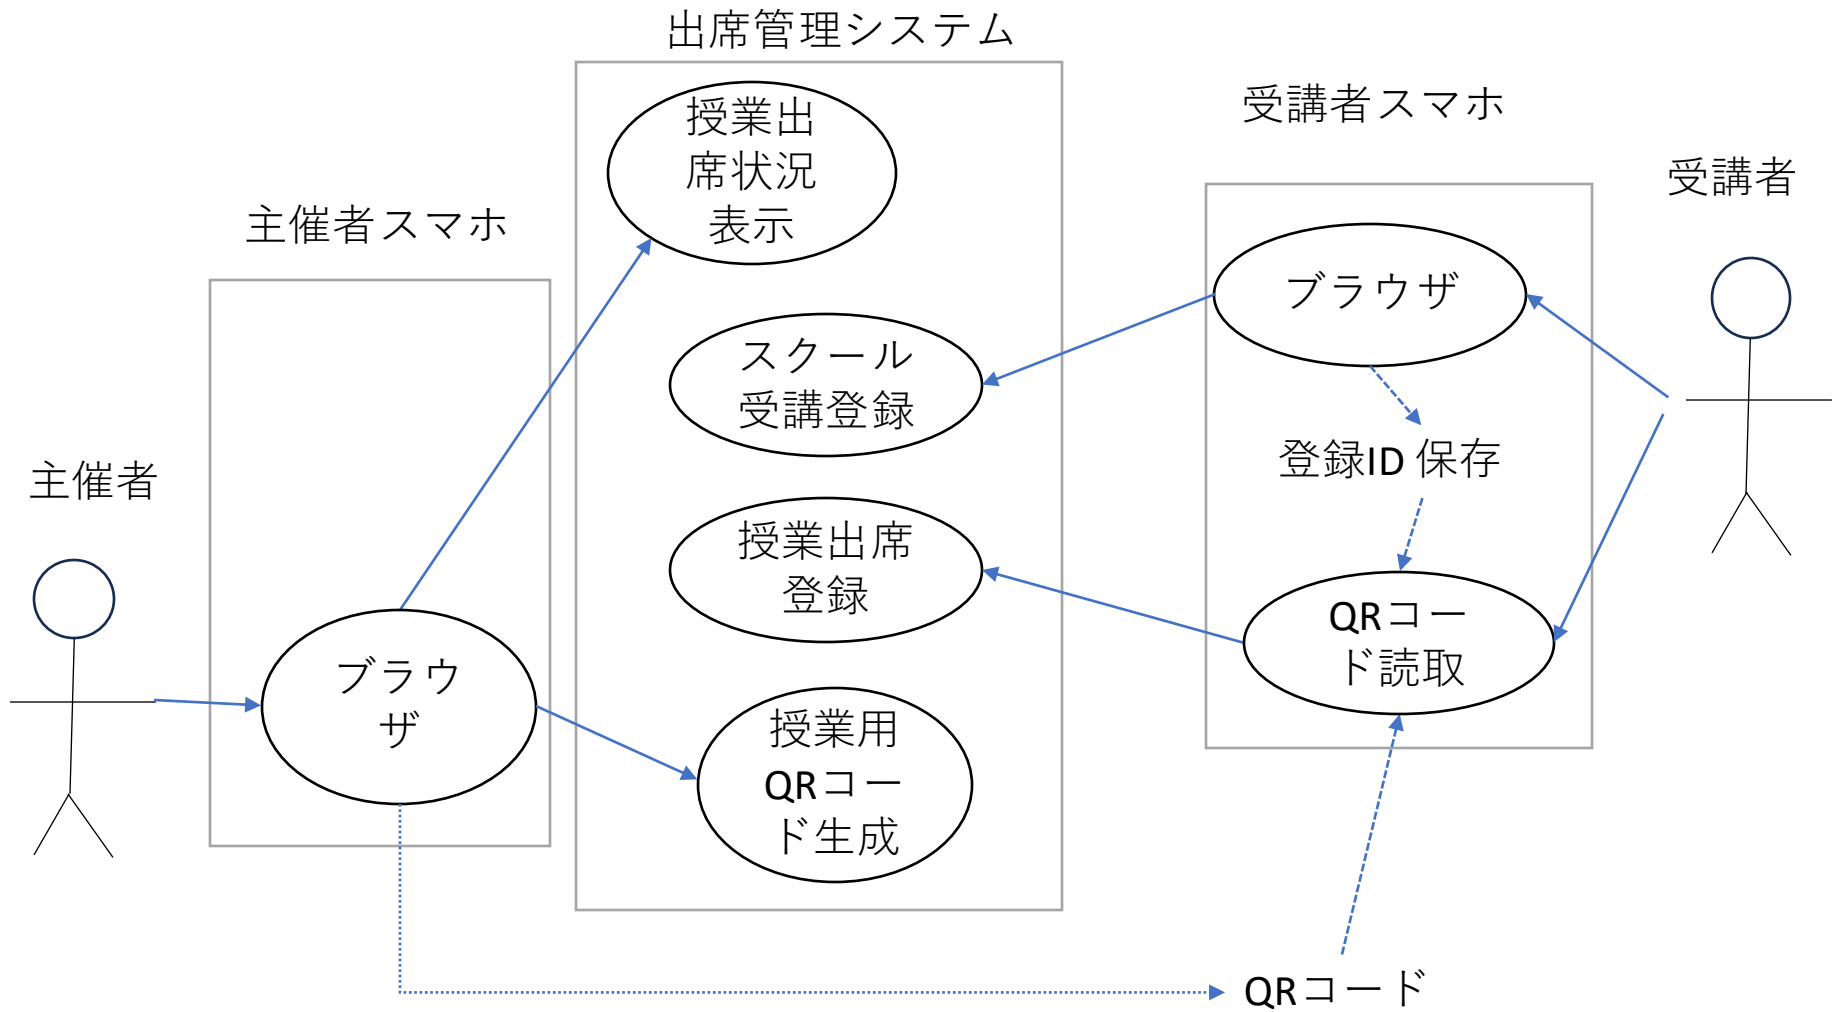 出席管理システム
授業出
席状況
表示
受講者スマホ
受講者
主催者スマホ
ブラウザ
スクール
受講登録
登録ID 保存
主催者
授業出席
登録
QRコー
ド読取
ブラウ
ザ
授業用
QRコー
ド生成
QRコード